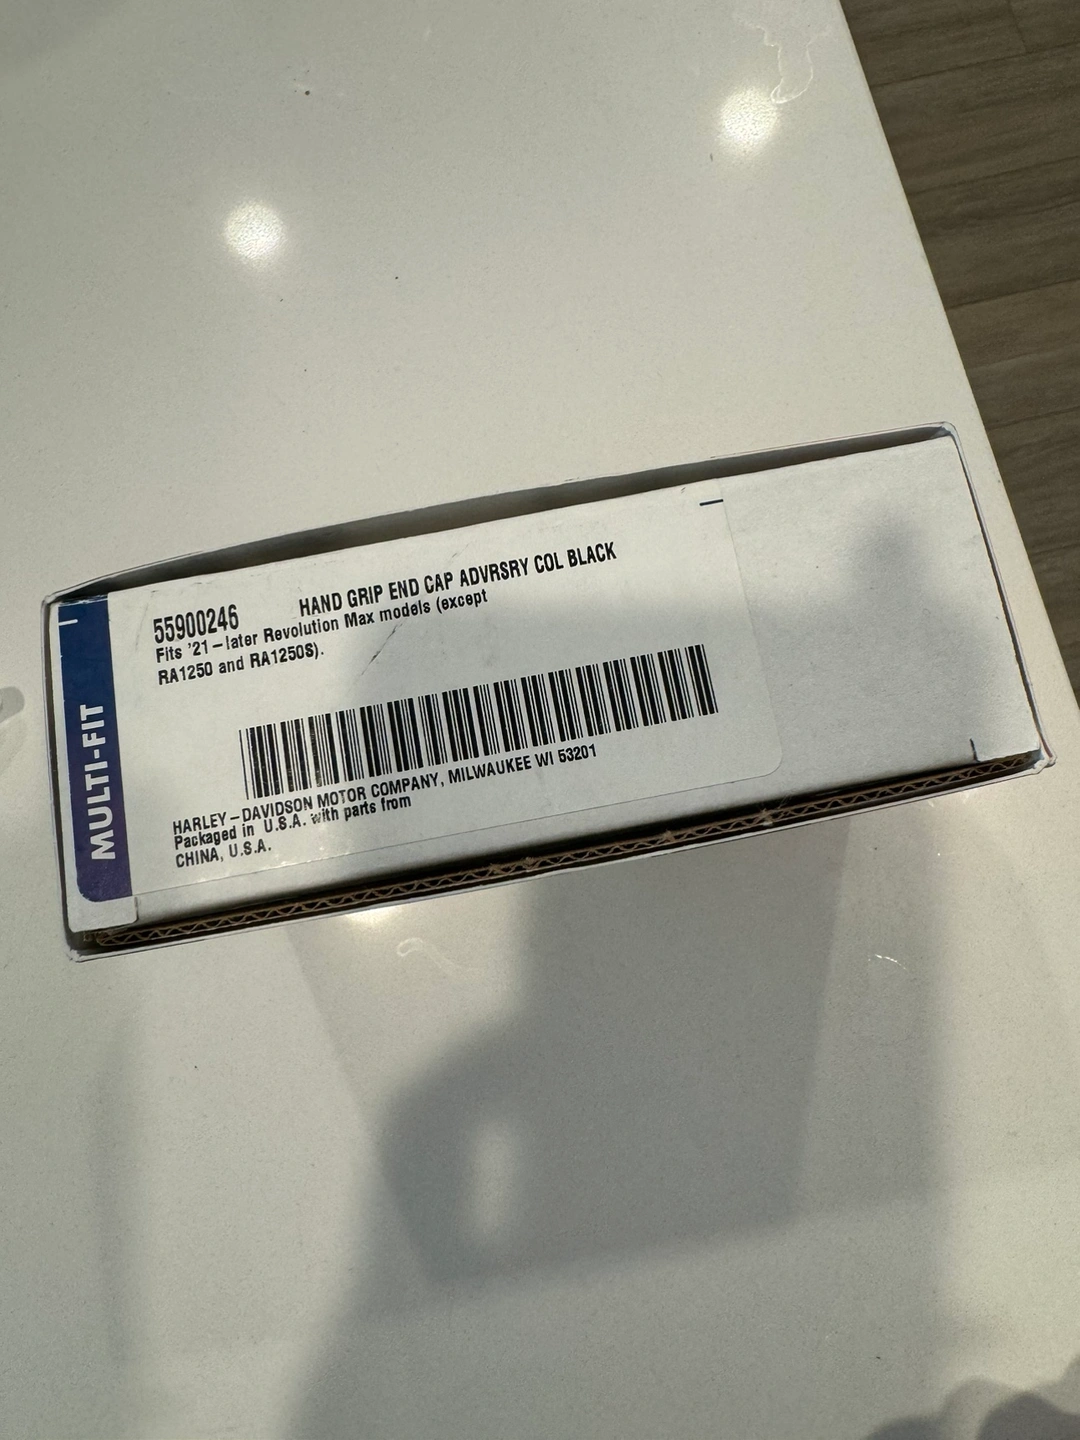 55900246 HAND GRIP END CAP ADVRSRY COL BLACK
Fits '21-later Revolution Max models (except
RA1250 and RA1250S).
MULTI-FIT
HARLEY-DAVIDSON MOTOR COMPANY, MILWAUKEE WI 53201
Packaged in U.S.A. with parts from
CHINA, U.S.A.